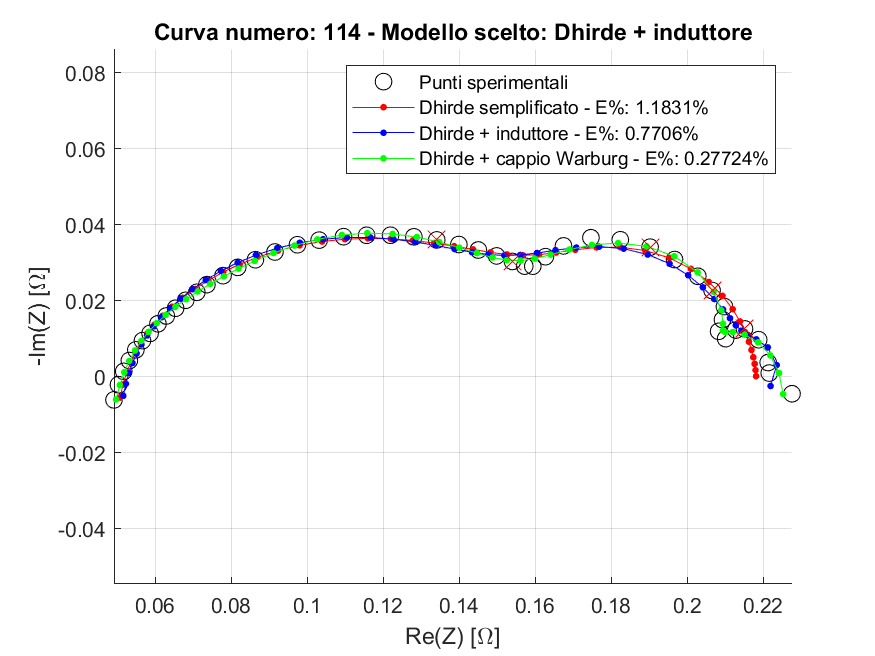 Curva numero: 114 - Modello scelto: Dhirde + induttore
Punti sperimentali
Dhirde semplificato - E%: 1.1831%
Dhirde + induttore - E%: 0.7706%
Dhirde + cappio Warburg - E%: 0.27724%
-Im(Z) [Ω]
0.08
0.06
0.04
0.02
0
-0.02
-0.04
0.06 0.08 0.1 0.12 0.14 0.16 0.18 0.2 0.22
Re(Z) [Ω]